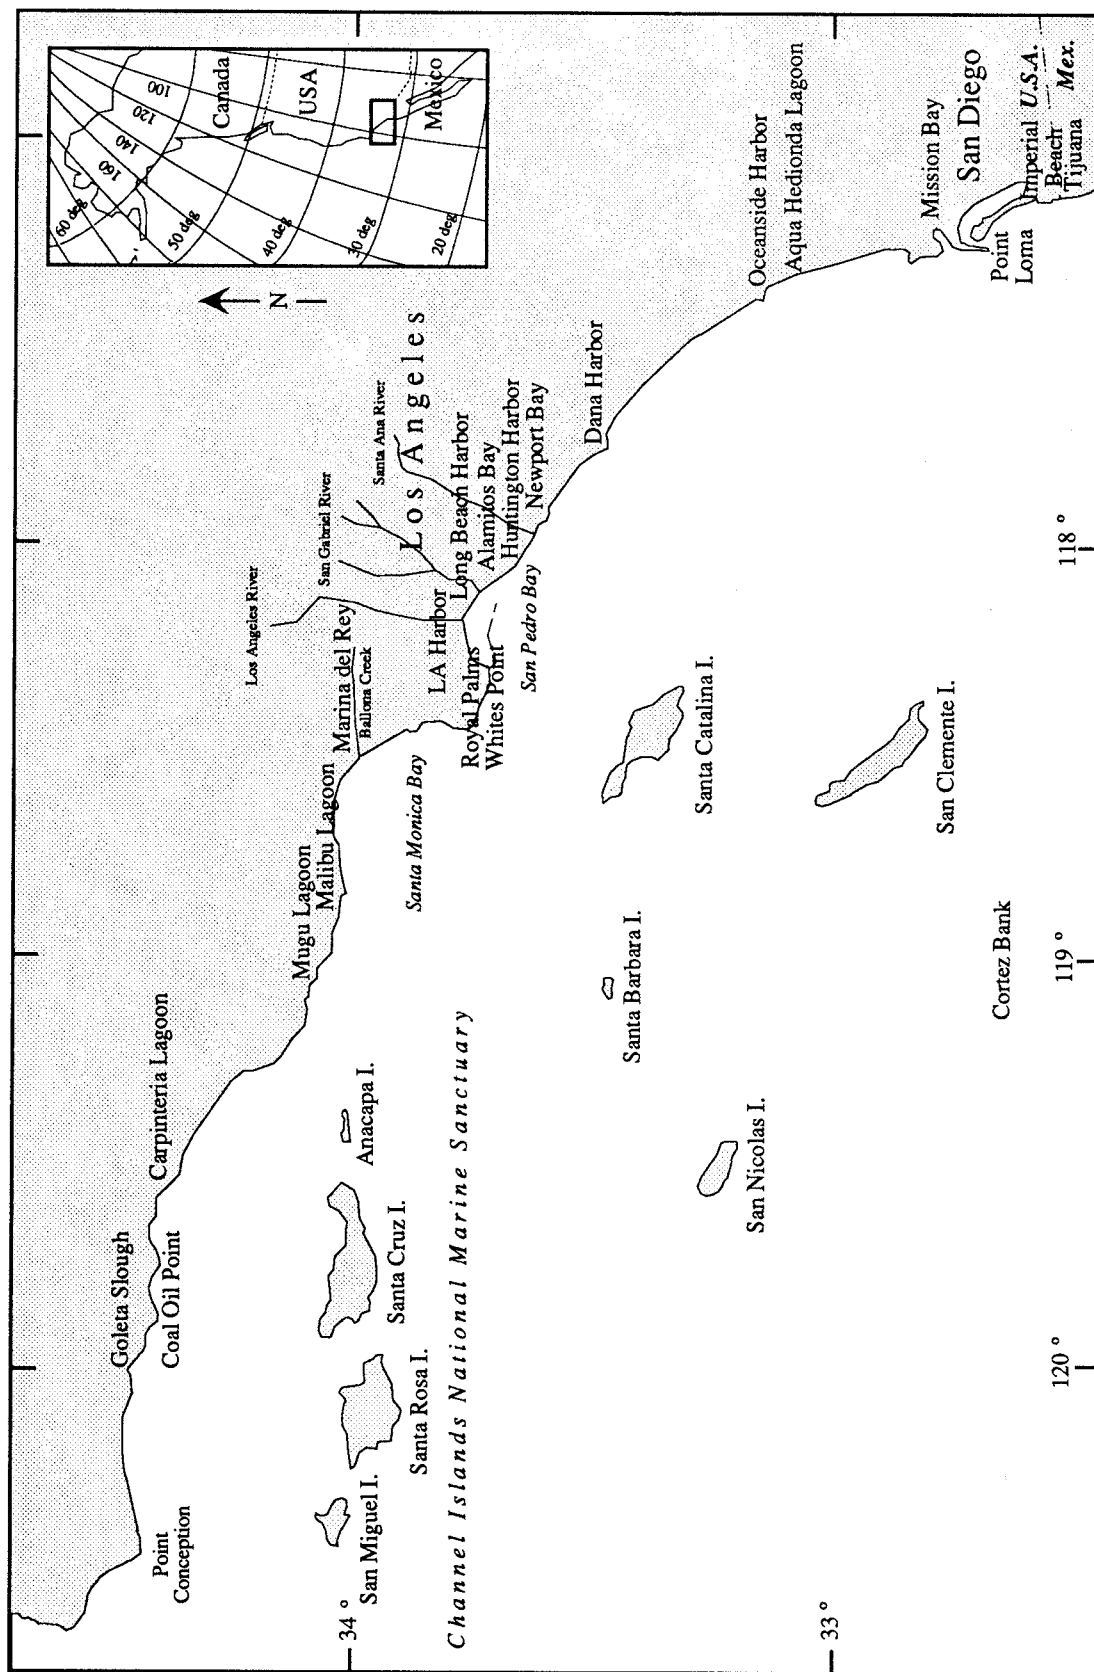 Canada
USA
Mexico
100
120
140
160
60 deg
50 deg
40 deg
30 deg
20 deg
N
Goleta Slough
Coal Oil Point
Point
Conception
Carpinteria Lagoon
Mugu Lagoon
Malibu Lagoon
Marina del Rey
Ballona Creek
Los Angeles River
San Gabriel River
Santa Ana River
Los Angeles
LA Harbor
Long Beach Harbor
Alamitos Bay
Huntington Harbor
Newport Bay
Royal Palms
Whites Point
San Pedro Bay
Santa Monica Bay
Dana Harbor
Oceanside Harbor
Aqua Hedionda Lagoon
Mission Bay
San Diego
Point
Loma
Imperial
Beach
Tijuana
U.S.A.
Mex.
San Miguel I.
Santa Rosa I.
Santa Cruz I.
Anacapa I.
Channel Islands National Marine Sanctuary
Santa Barbara I.
San Nicolas I.
Santa Catalina I.
San Clemente I.
Cortez Bank
34 °
33 °
120 °
119 °
118 °